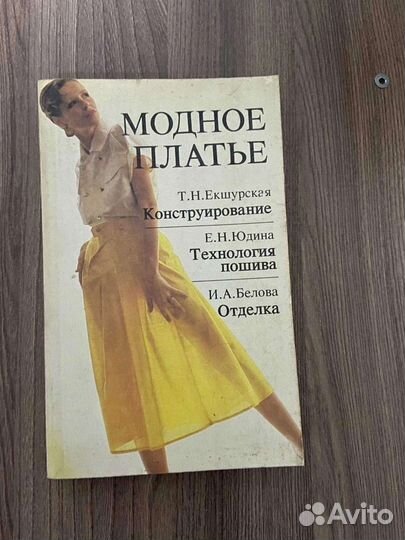 МОДНОЕ
ПЛАТЬЕ
Т.Н.Екшурская
Конструирование
Е.Н.Юдина
Технология
пошива
И.А.Белова
Отделка
Avito